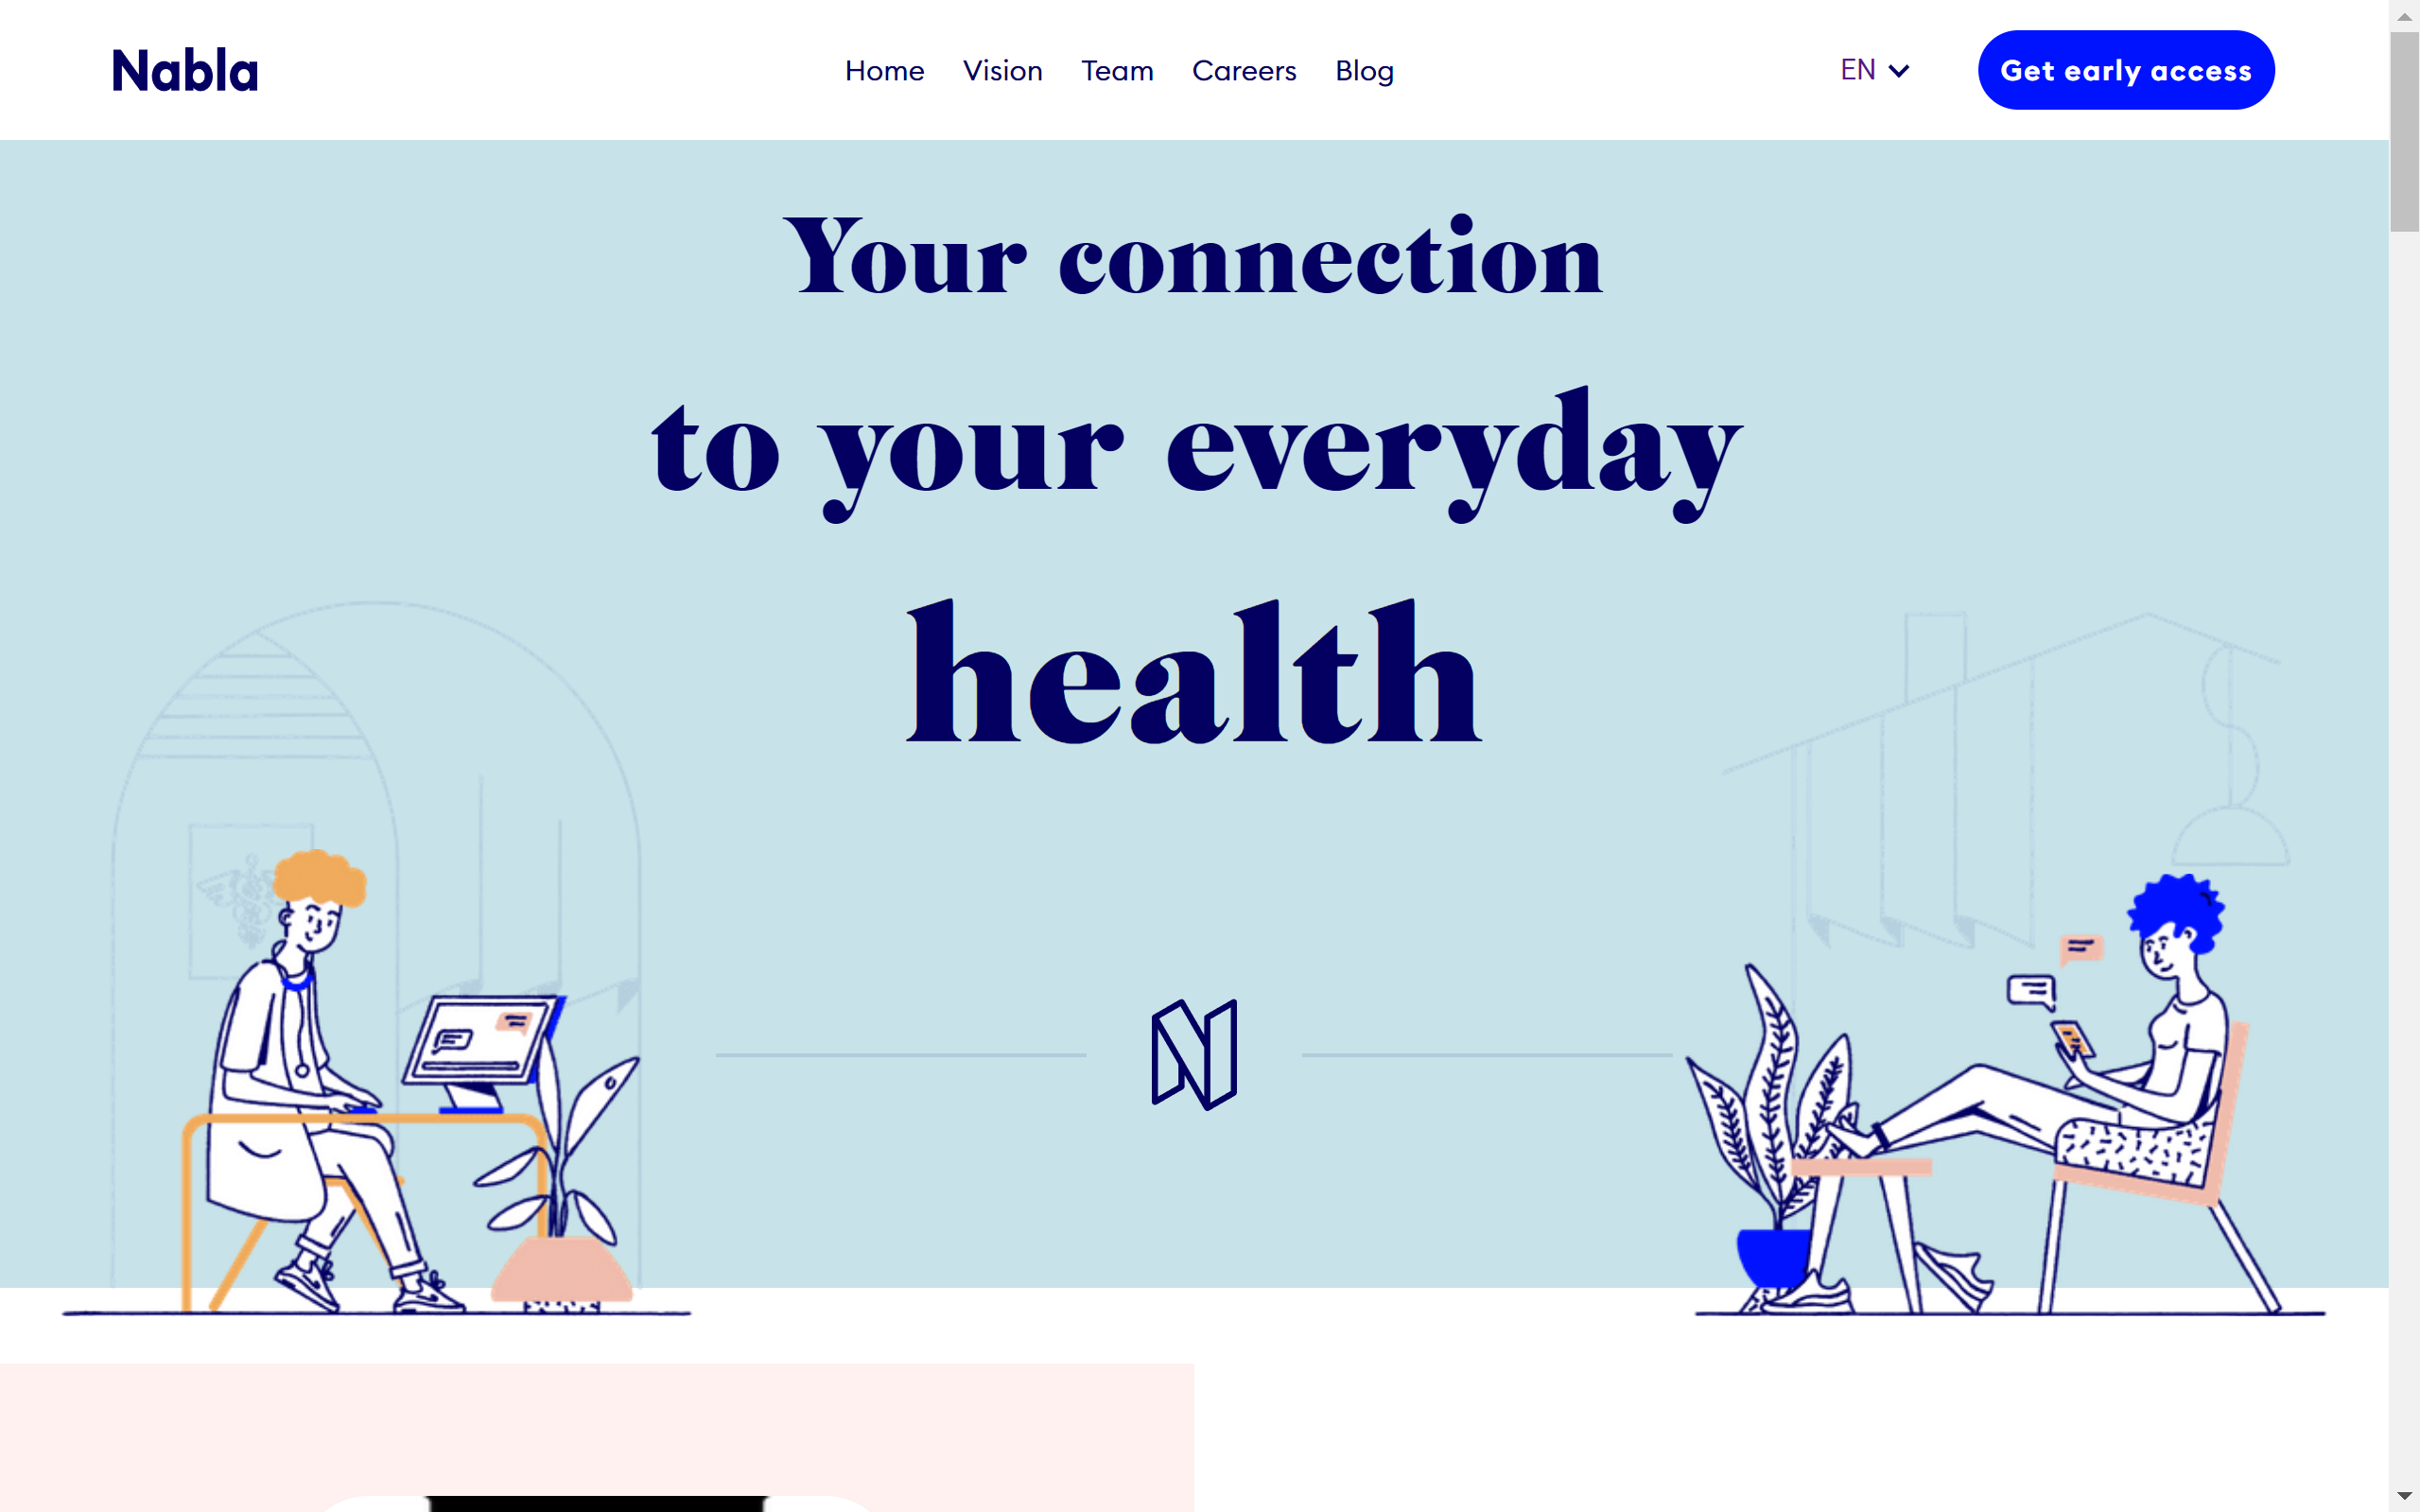 Nabla
Home Vision Team Careers Blog
EN
Get early access
Your connection
to your everyday
health